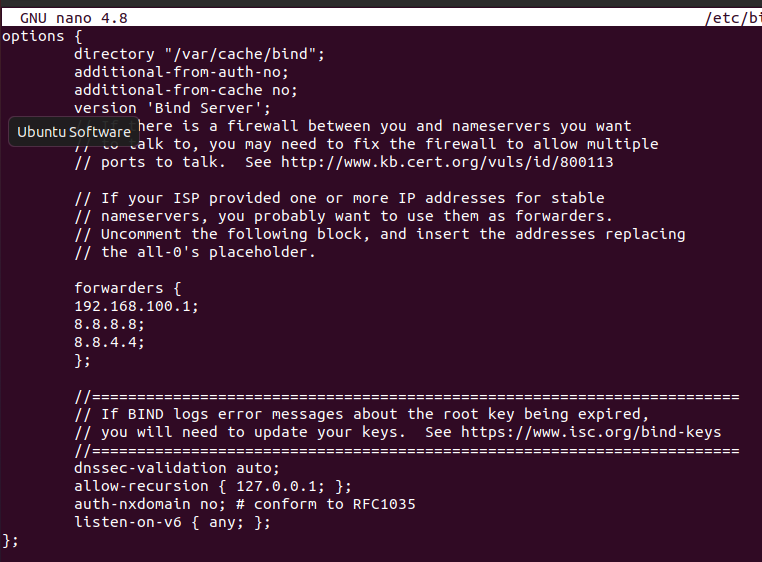 GNU nano 4.8 /etc/bi
options {
directory "/var/cache/bind";
additional-from-auth-no;
additional-from-cache no;
version 'Bind Server';
there is a firewall between you and nameservers you want
Ubuntu Software
talk to, you may need to fix the firewall to allow multiple
// ports to talk.  See http://www.kb.cert.org/vuls/id/800113
// If your ISP provided one or more IP addresses for stable
// nameservers, you probably want to use them as forwarders.
// Uncomment the following block, and insert the addresses replacing
// the all-0's placeholder.
forwarders {
192.168.100.1;
8.8.8.8;
8.8.4.4;
};
//========================================================================
// If BIND logs error messages about the root key being expired,
// you will need to update your keys.  See https://www.isc.org/bind-keys
//========================================================================
dnssec-validation auto;
allow-recursion { 127.0.0.1; };
auth-nxdomain no; # conform to RFC1035
listen-on-v6 { any; };
};